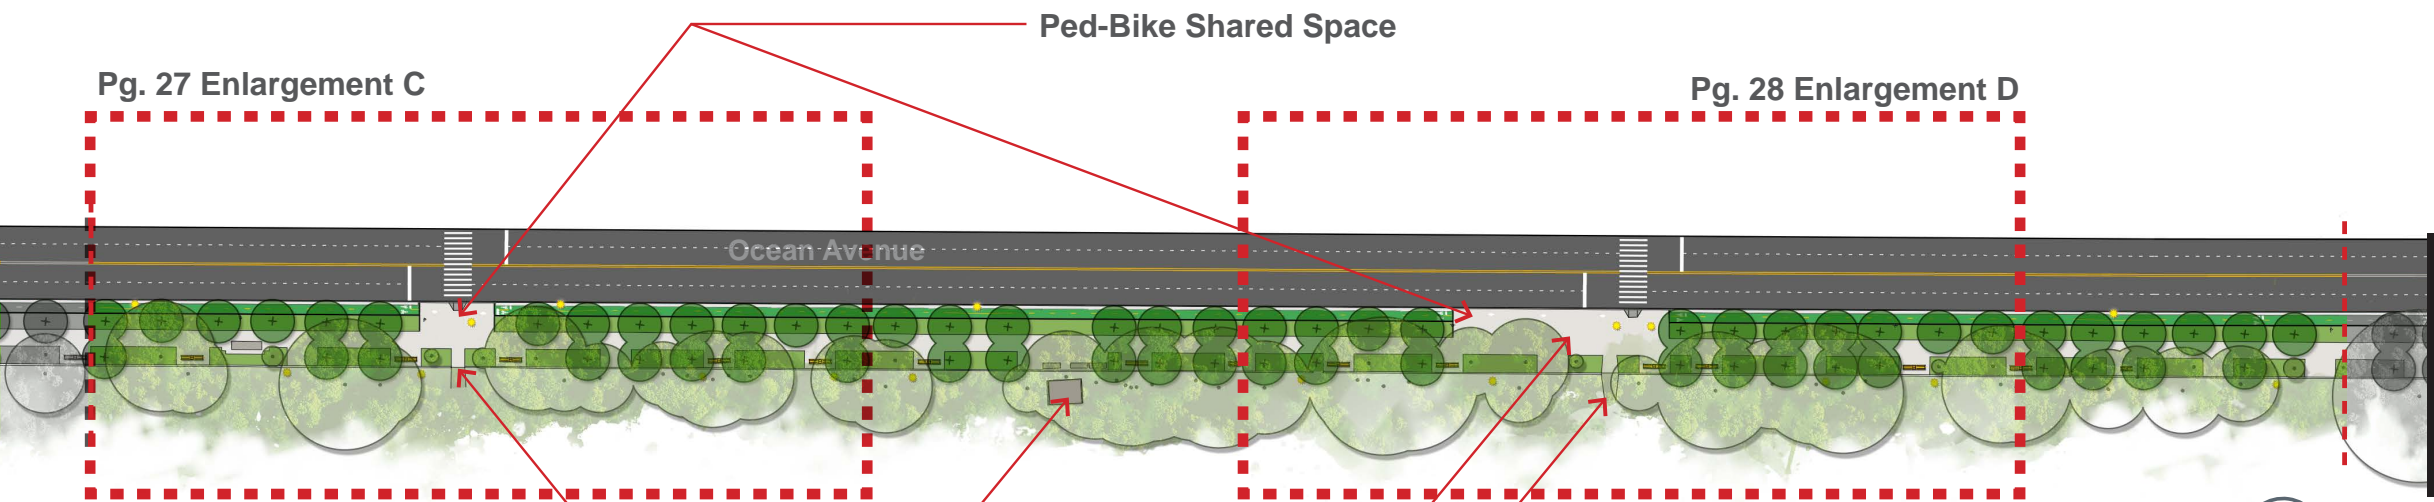 Ped-Bike Shared Space
Pg. 27 Enlargement C
Pg. 28 Enlargement D
Ocean Avenue